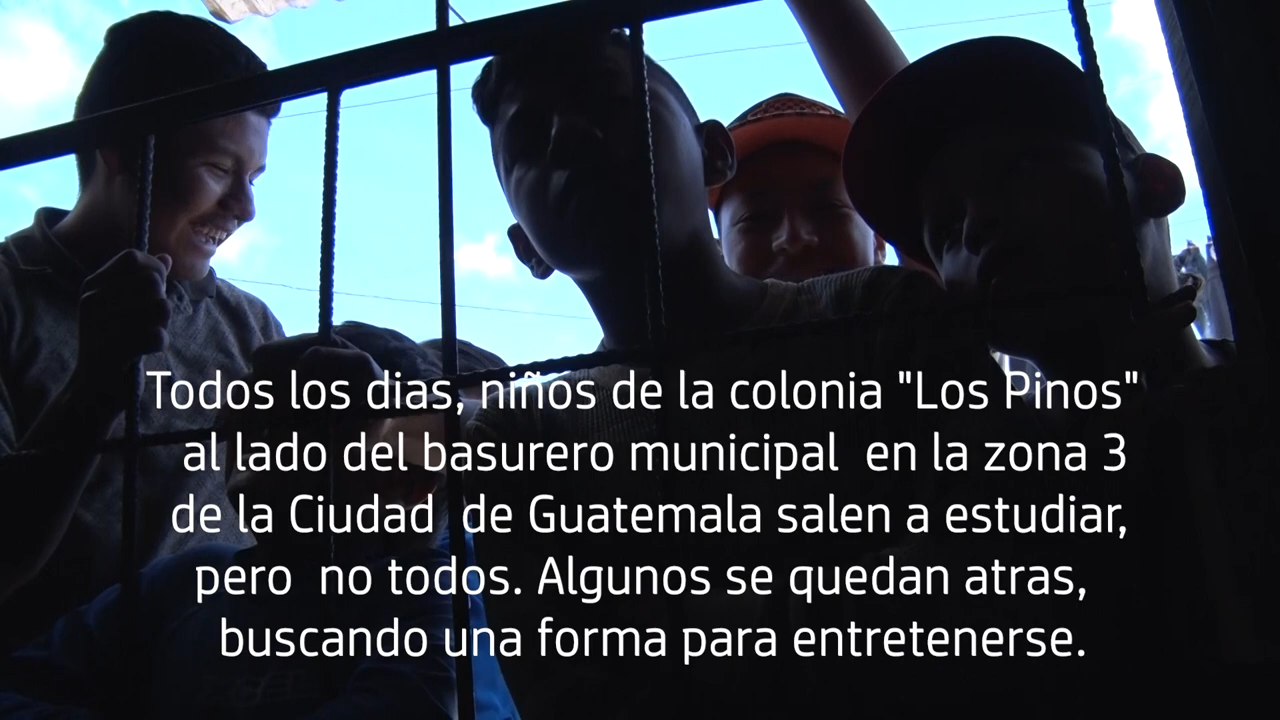 Todos los dias, niños de la colonia "Los Pinos"
al lado del basurero municipal en la zona 3
de la Ciudad de Guatemala salen a estudiar,
pero no todos. Algunos se quedan atras,
buscando una forma para entretenerse.